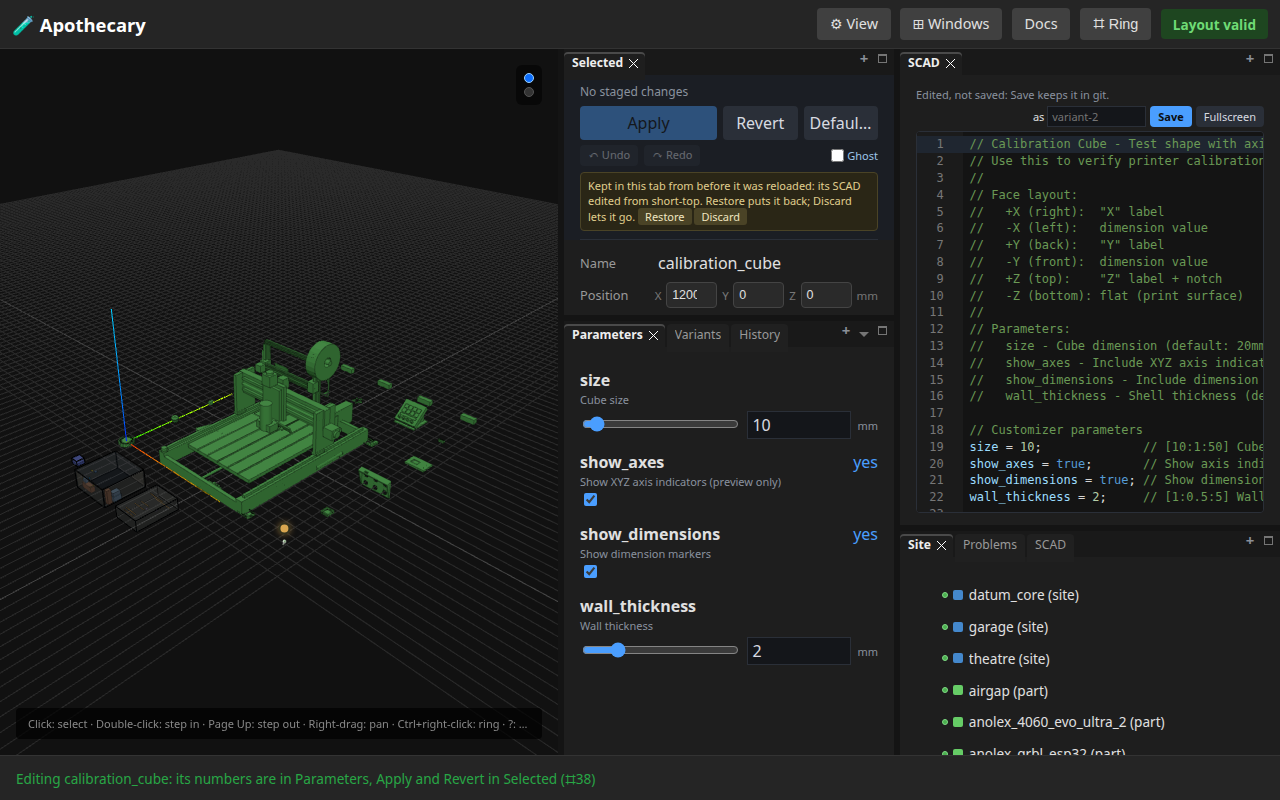 🧪 Apothecary
⚙ View
⊞ Windows
Docs
⌗ Ring
Layout valid
Click: select · Double-click: step in · Page Up: step out · Right-drag: pan · Ctrl+right-click: ring · ?: ...
Selected
No staged changes
Apply
Revert
Defaul...
↶ Undo
↷ Redo
Ghost
Kept in this tab from before it was reloaded: its SCAD
edited from short-top. Restore puts it back; Discard
lets it go. Restore Discard
Name calibration_cube
Position X 1200 Y 0 Z 0 mm
Parameters
Variants
History
size
Cube size
10 mm
show_axes yes
Show XYZ axis indicators (preview only)
show_dimensions yes
Show dimension markers
wall_thickness
Wall thickness
2 mm
SCAD
Edited, not saved: Save keeps it in git.
as variant-2 Save Fullscreen
1 // Calibration Cube - Test shape with axi
2 // Use this to verify printer calibration
3 //
4 // Face layout:
5 //   +X (right):  "X" label
6 //   -X (left):   dimension value
7 //   +Y (back):   "Y" label
8 //   -Y (front):  dimension value
9 //   +Z (top):    "Z" label + notch
10 //   -Z (bottom): flat (print surface)
11 //
12 // Parameters:
13 //   size - Cube dimension (default: 20mm
14 //   show_axes - Include XYZ axis indicat
15 //   show_dimensions - Include dimension
16 //   wall_thickness - Shell thickness (de
17
18 // Customizer parameters
19 size = 10;             // [10:1:50] Cube
20 show_axes = true;      // Show axis indi
21 show_dimensions = true; // Show dimension
22 wall_thickness = 2;    // [1:0.5:5] Wall
Site
Problems
SCAD
datum_core (site)
garage (site)
theatre (site)
airgap (part)
anolex_4060_evo_ultra_2 (part)
anolex_grbl_esp32 (part)
Editing calibration_cube: its numbers are in Parameters, Apply and Revert in Selected (⌗38)